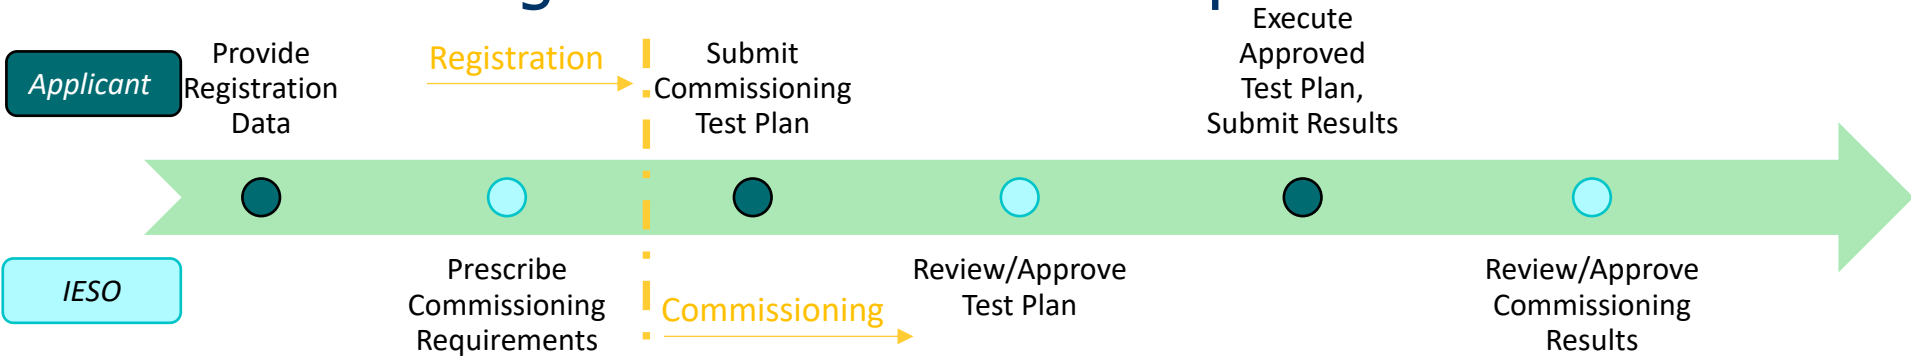 Applicant
Provide
Registration
Data
Registration
Submit
Commissioning
Test Plan
Execute
Approved
Test Plan,
Submit Results
IESO
Prescribe
Commissioning
Requirements
Commissioning
Review/Approve
Test Plan
Review/Approve
Commissioning
Results